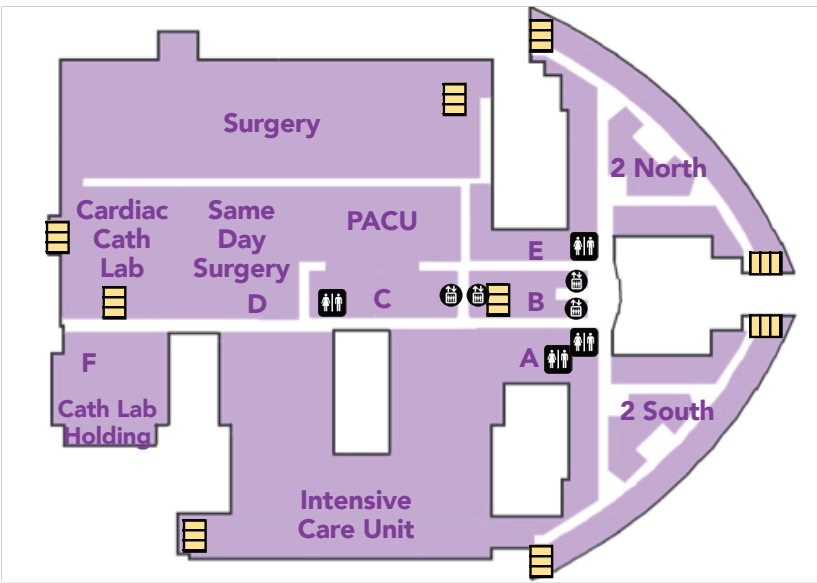 Surgery
2 North
Cardiac
Cath
Lab
Same
Day
Surgery
PACU
E
D
C
B
A
F
Cath Lab
Holding
2 South
Intensive
Care Unit